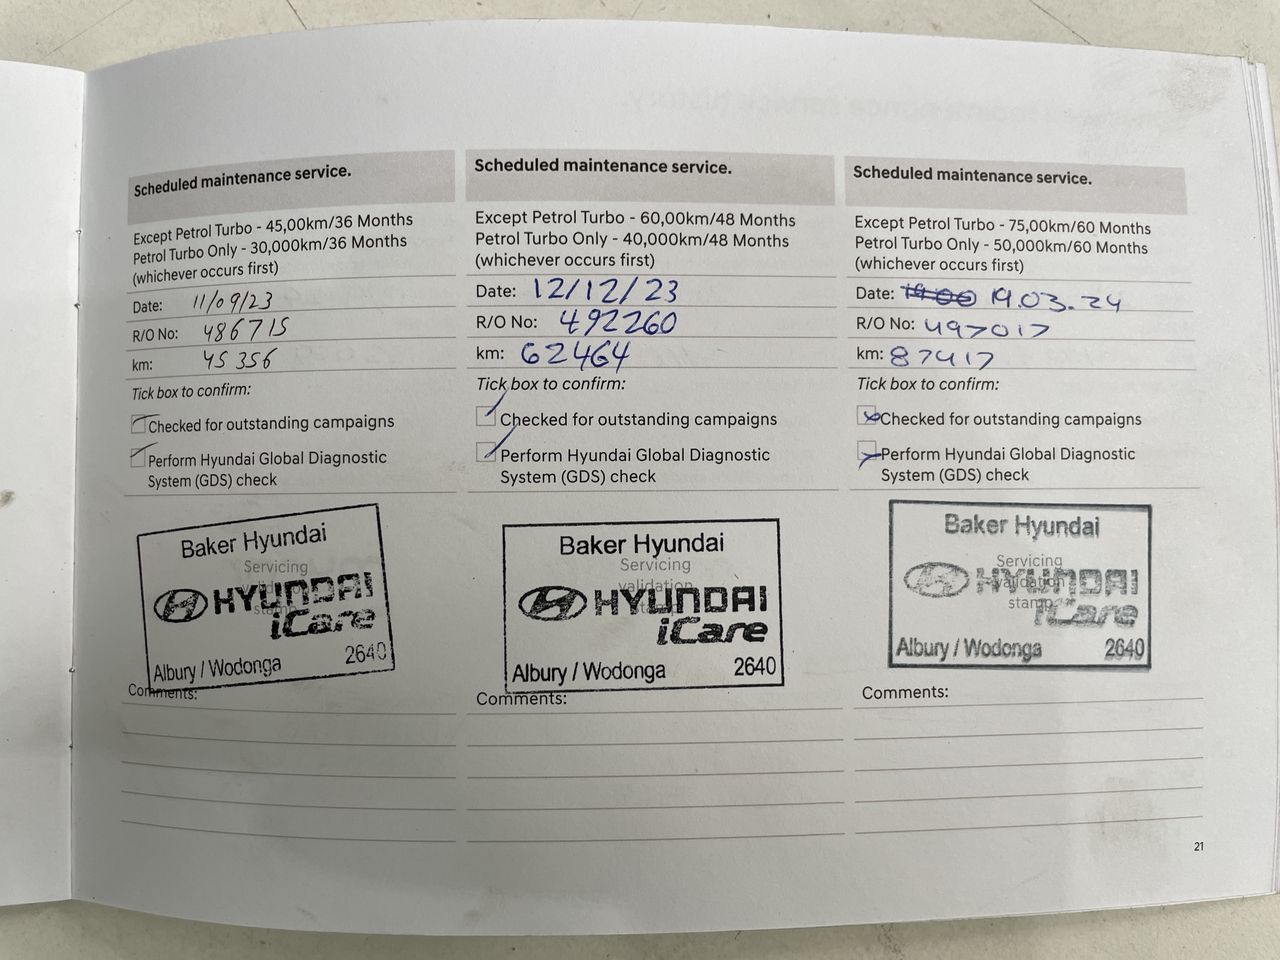 Scheduled maintenance service.
Except Petrol Turbo - 45,00km/36 Months
Petrol Turbo Only - 30,000km/36 Months
(whichever occurs first)
Date: 11/09/23
R/O No: 486715
km: 45 356
Tick box to confirm:
Checked for outstanding campaigns
Perform Hyundai Global Diagnostic
System (GDS) check
Baker Hyundai
Servicing
validation
stamp
HYUNDAI
iCare
Albury / Wodonga 2640
Comments:
Scheduled maintenance service.
Except Petrol Turbo - 60,00km/48 Months
Petrol Turbo Only - 40,000km/48 Months
(whichever occurs first)
Date: 12/12/23
R/O No: 492260
km: 62464
Tick box to confirm:
Checked for outstanding campaigns
Perform Hyundai Global Diagnostic
System (GDS) check
Baker Hyundai
Servicing
validation
HYUNDAI
iCare
Albury / Wodonga 2640
Comments:
Scheduled maintenance service.
Except Petrol Turbo - 75,00km/60 Months
Petrol Turbo Only - 50,000km/60 Months
(whichever occurs first)
Date: 19.03.24
R/O No: 497017
km: 87417
Tick box to confirm:
Checked for outstanding campaigns
Perform Hyundai Global Diagnostic
System (GDS) check
Baker Hyundai
Servicing
validation
stamp
HYUNDAI
iCare
Albury / Wodonga 2640
Comments:
21